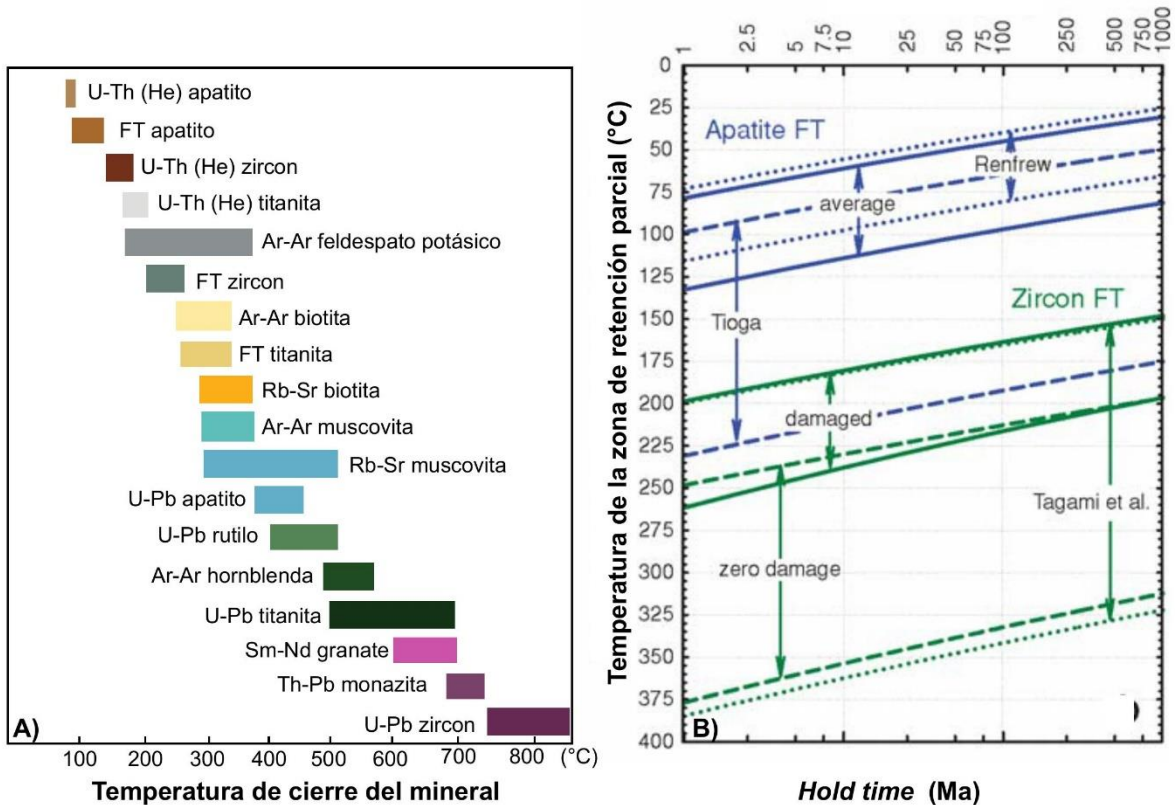 A)
U-Th (He) apatito
FT apatito
U-Th (He) zircon
U-Th (He) titanita
Ar-Ar feldespato potásico
FT zircon
Ar-Ar biotita
FT titanita
Rb-Sr biotita
Ar-Ar muscovita
Rb-Sr muscovita
U-Pb apatito
U-Pb rutilo
Ar-Ar hornblenda
U-Pb titanita
Sm-Nd granate
Th-Pb monazita
U-Pb zircon
A)
100 200 300 400 500 600 700 800 (°C)
Temperatura de cierre del mineral
B)
1 2.5 5 7.5 10 25 50 75 100 250 500 750 1000
Temperatura de la zona de retención parcial (°C)
0
25
50
75
100
125
150
175
200
225
250
275
300
325
350
375
400
Apatite FT
Renfrew
average
Tioga
Zircon FT
damaged
Tagami et al.
zero damage
B)
)
Hold time (Ma)